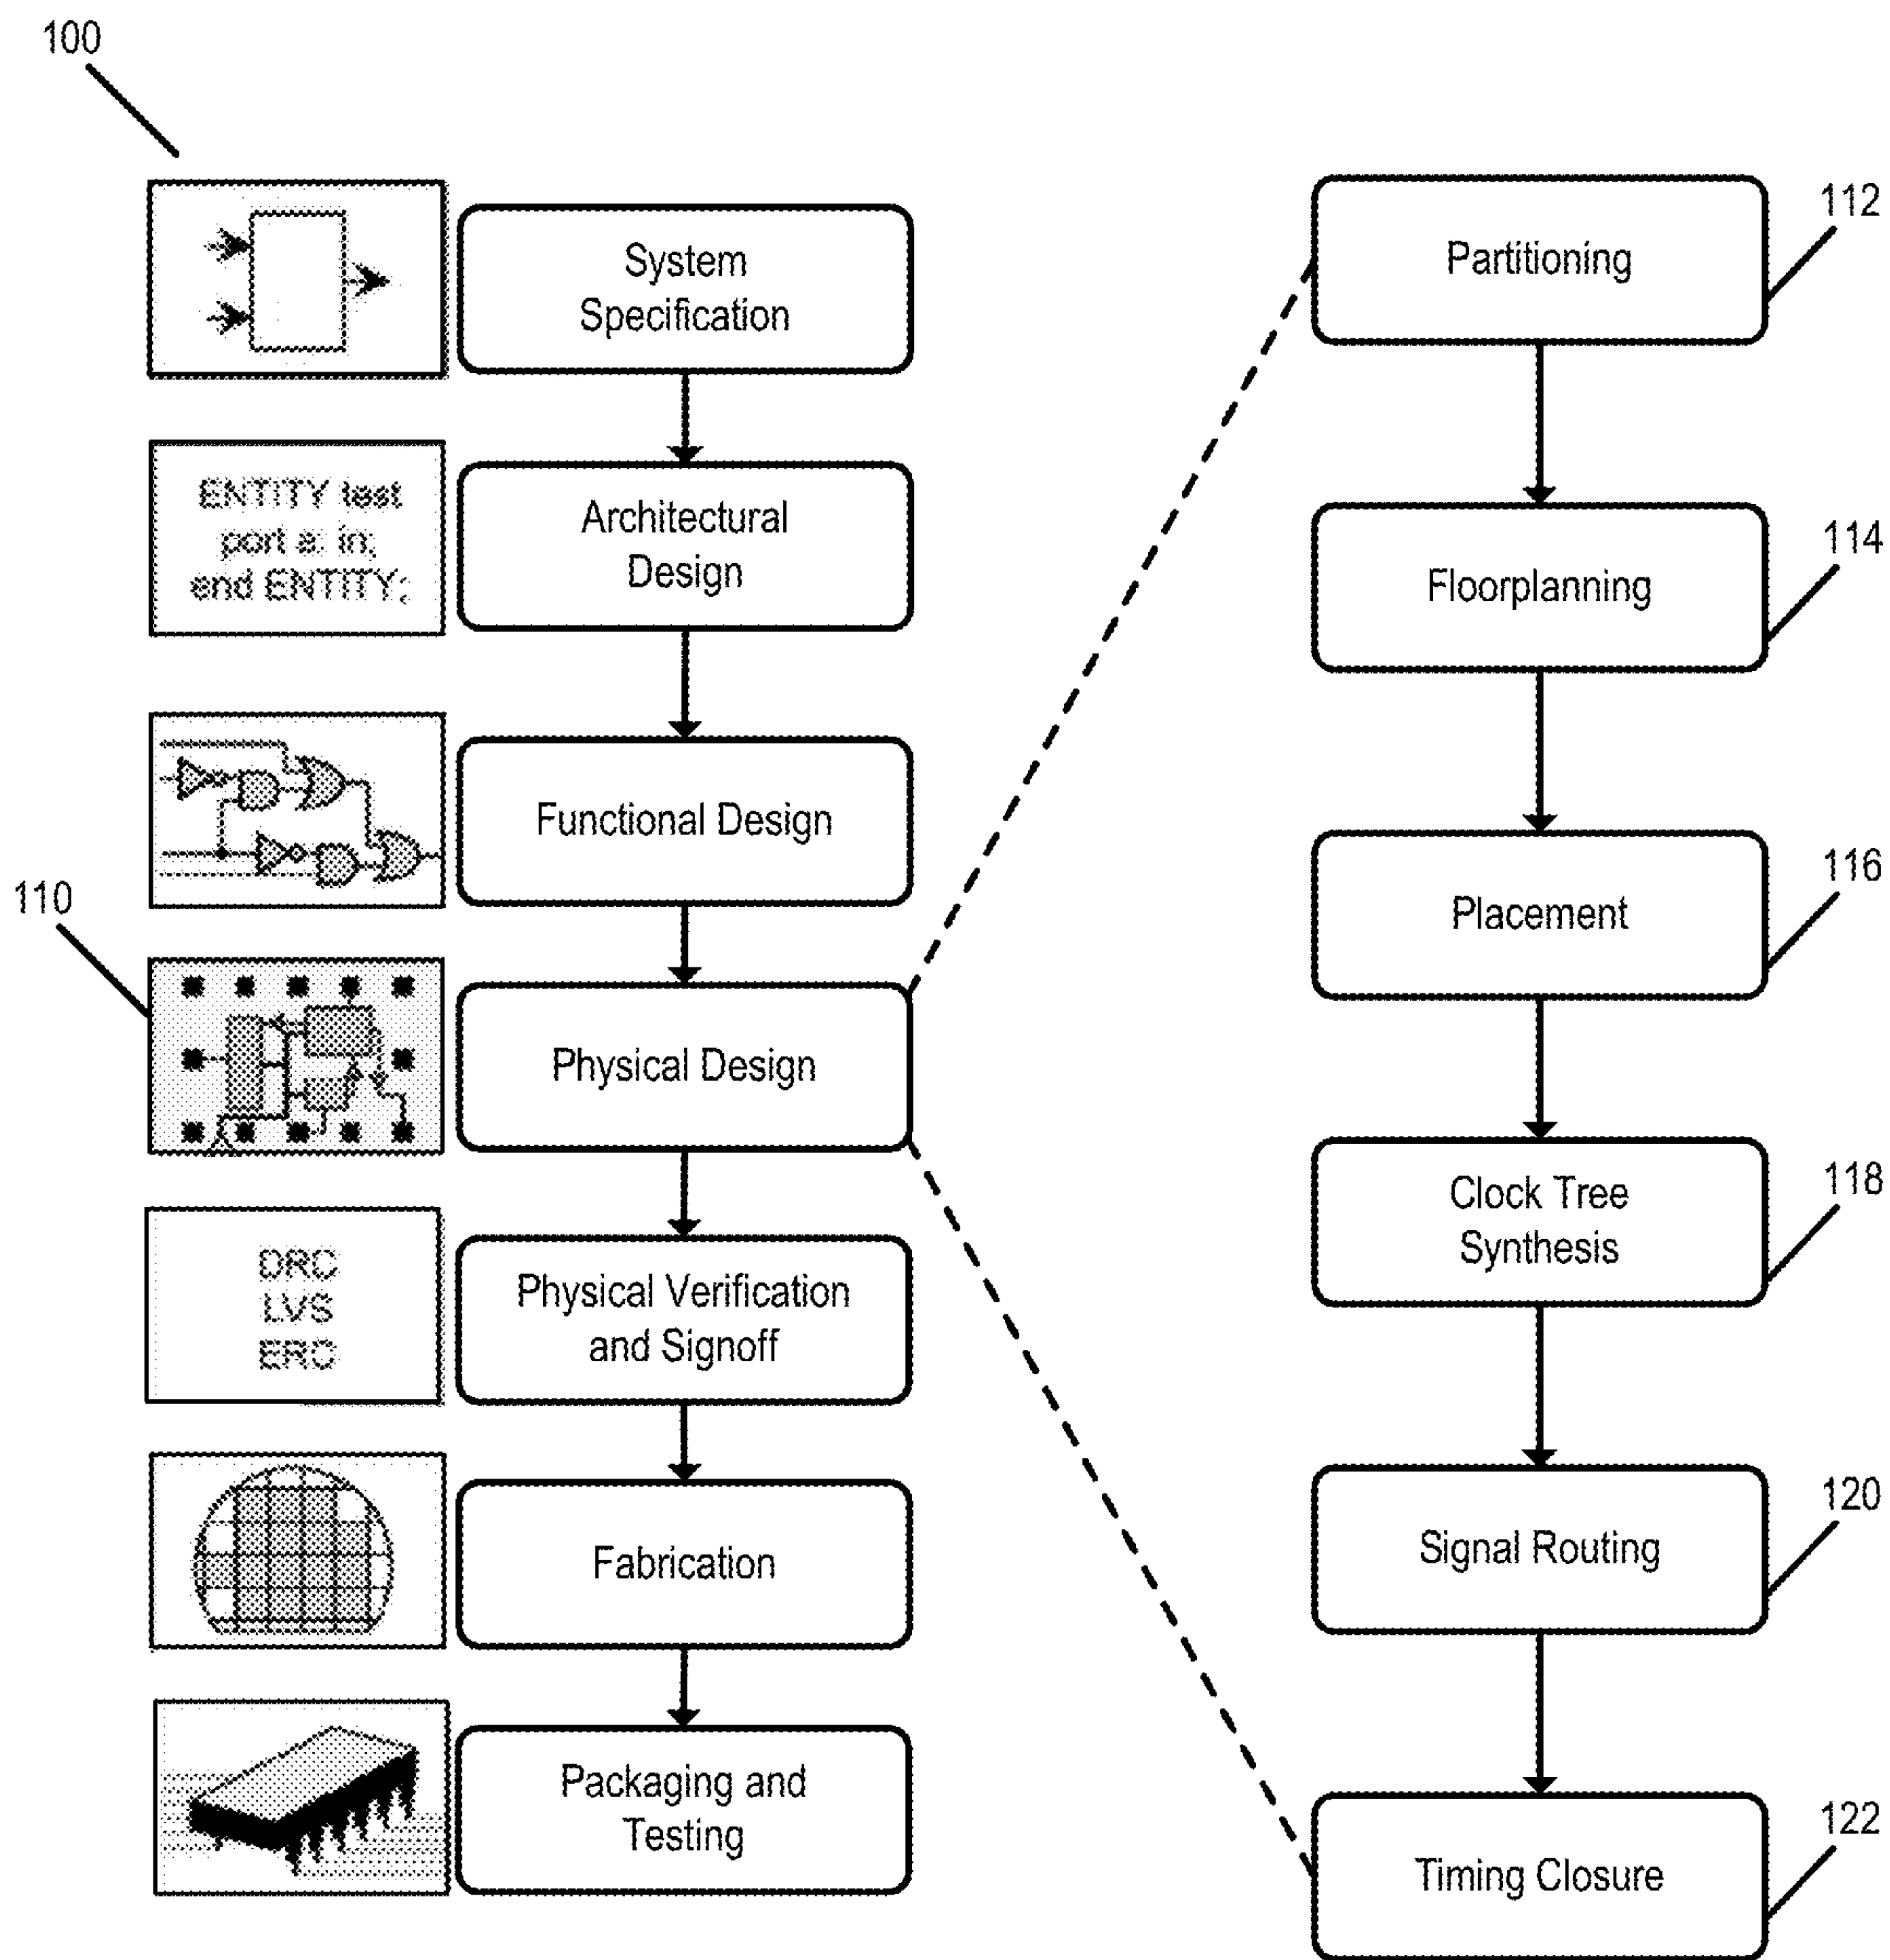 100
System
Specification
ENTITY test
port a: in;
end ENTITY;
Architectural
Design
Functional Design
110
Physical Design
DRC
LVS
ERC
Physical Verification
and Signoff
Fabrication
Packaging and
Testing
Partitioning
112
Floorplanning
114
Placement
116
Clock Tree
Synthesis
118
Signal Routing
120
Timing Closure
122